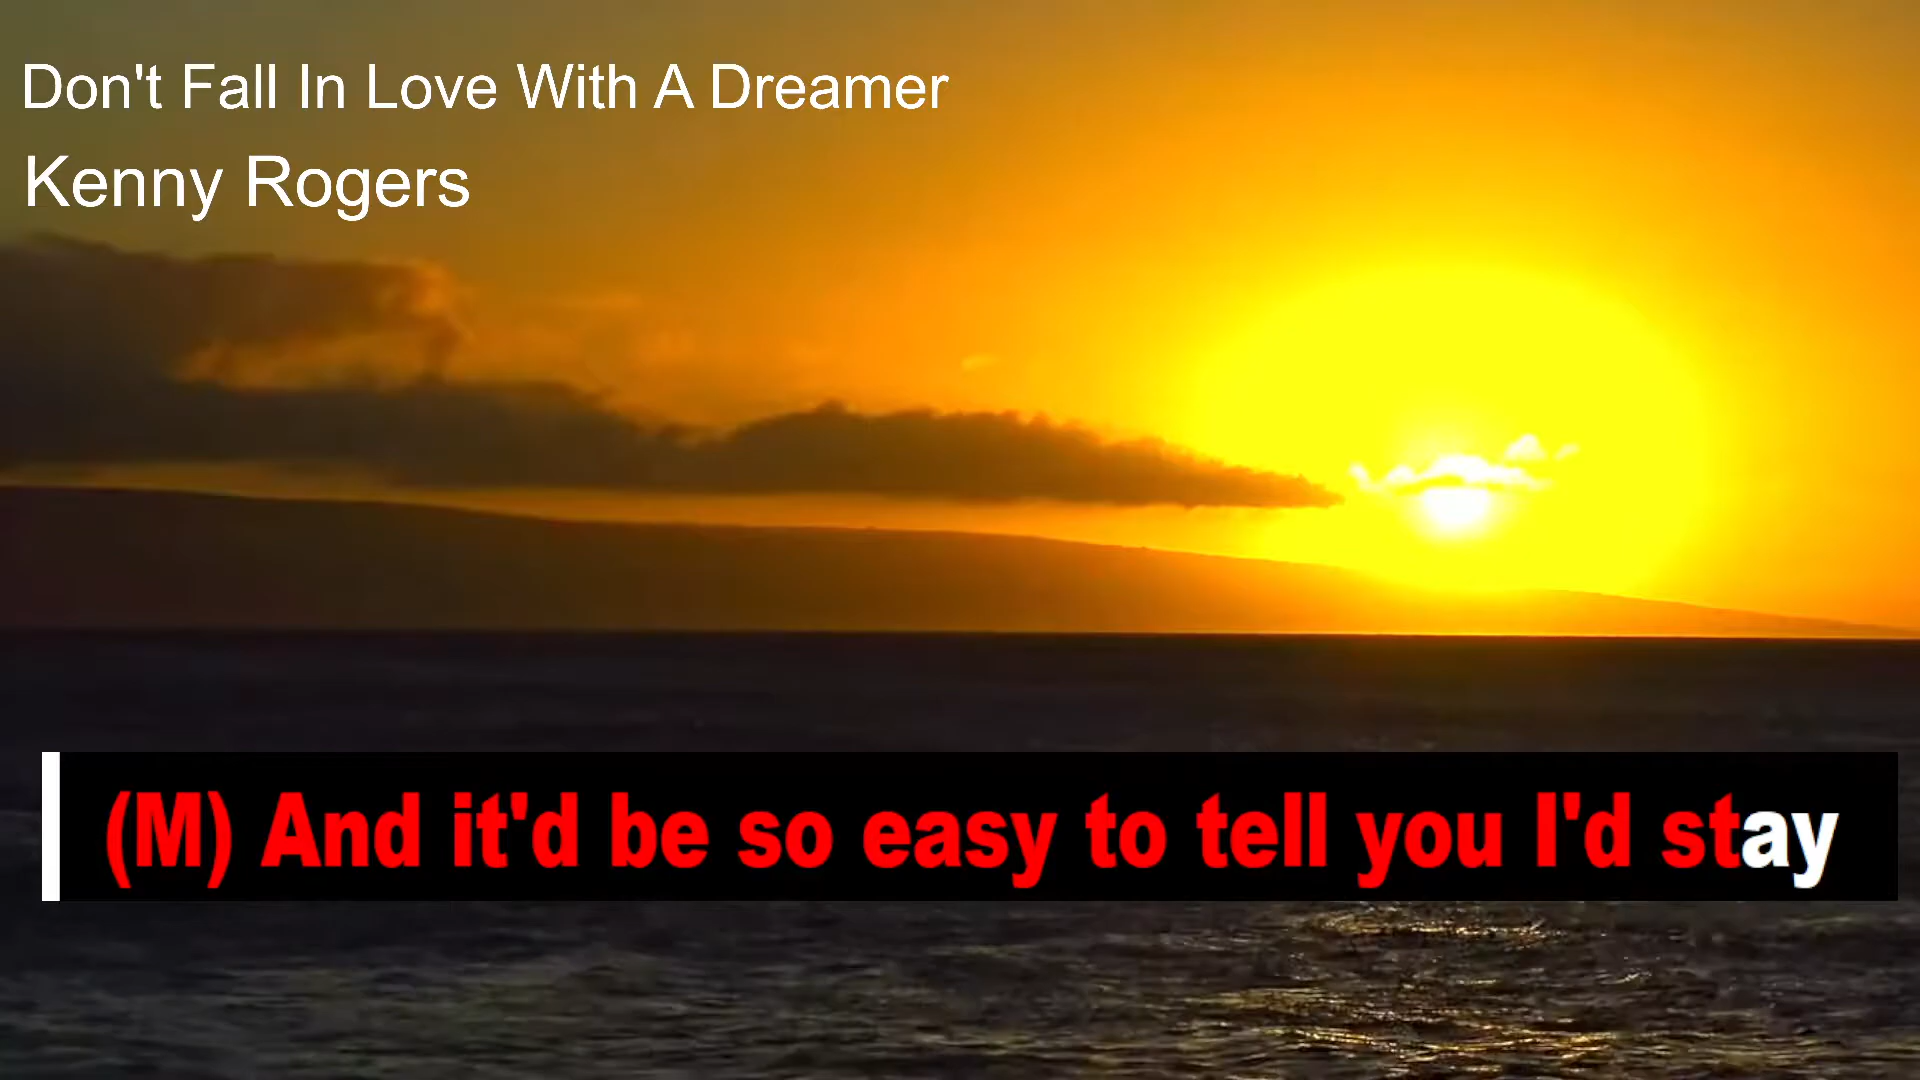 Don't Fall In Love With A Dreamer
Kenny Rogers
(M) And it'd be so easy to tell you I'd stay